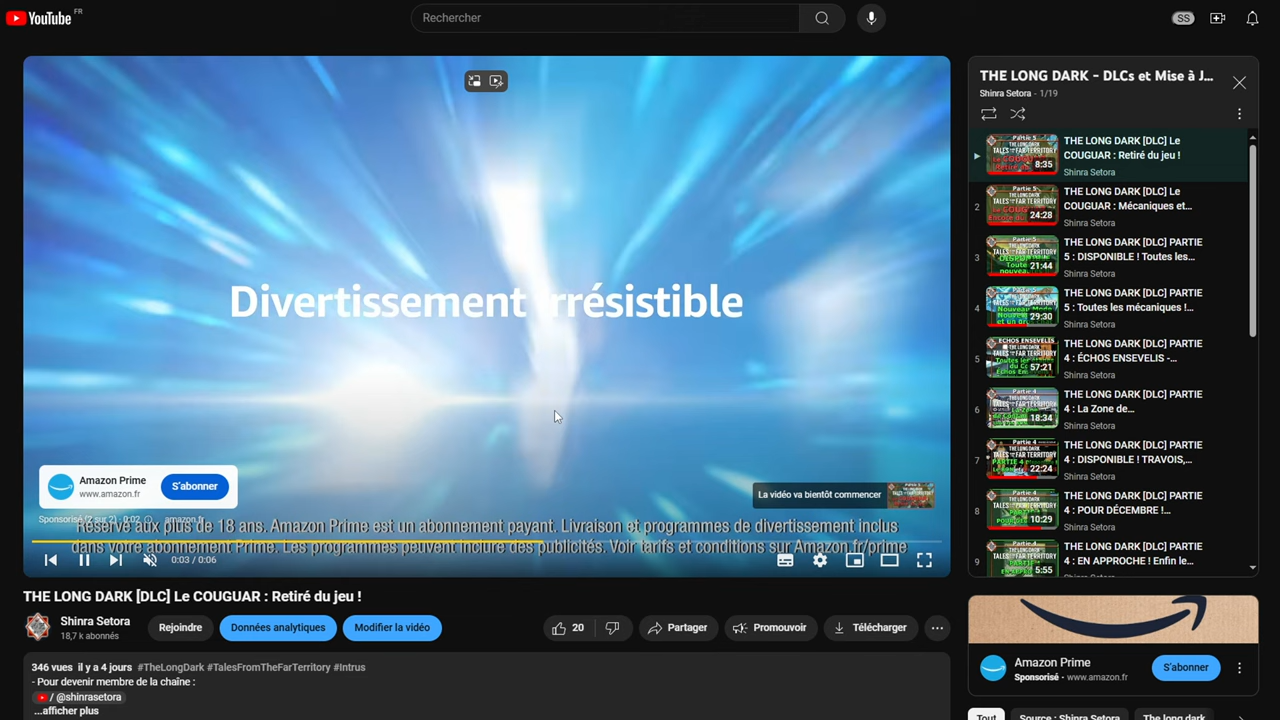 YouTube FR
Rechercher
SS
Divertissement irrésistible
Amazon Prime
www.amazon.fr
S'abonner
La vidéo va bientôt commencer
Sponsorisé (2 sur 2) · 0:02
amazon.fr
Réservé aux plus de 18 ans. Amazon Prime est un abonnement payant. Livraison et programmes de divertissement inclus
dans votre abonnement Prime. Les programmes peuvent inclure des publicités. Voir tarifs et conditions sur Amazon.fr/prime
0:03 / 0:06
THE LONG DARK [DLC] Le COUGUAR : Retiré du jeu !
Shinra Setora
18,7 k abonnés
Rejoindre
Données analytiques
Modifier la vidéo
20
Partager
Promouvoir
Télécharger
346 vues il y a 4 jours #TheLongDark #TalesFromTheFarTerritory #Intrus
- Pour devenir membre de la chaîne :
/ @shinrasetora
...afficher plus
THE LONG DARK - DLCs et Mise à J...
Shinra Setora - 1/19
8:35
THE LONG DARK [DLC] Le
COUGUAR : Retiré du jeu !
Shinra Setora
2
24:28
THE LONG DARK [DLC] Le
COUGUAR : Mécaniques et...
Shinra Setora
3
21:44
THE LONG DARK [DLC] PARTIE
5 : DISPONIBLE ! Toutes les...
Shinra Setora
4
29:30
THE LONG DARK [DLC] PARTIE
5 : Toutes les mécaniques !...
Shinra Setora
5
57:21
THE LONG DARK [DLC] PARTIE
4 : ÉCHOS ENSEVELIS -...
Shinra Setora
6
18:34
THE LONG DARK [DLC] PARTIE
4 : La Zone de...
Shinra Setora
7
22:24
THE LONG DARK [DLC] PARTIE
4 : DISPONIBLE ! TRAVOIS,...
Shinra Setora
8
10:29
THE LONG DARK [DLC] PARTIE
4 : POUR DÉCEMBRE !...
Shinra Setora
9
5:55
THE LONG DARK [DLC] PARTIE
4 : EN APPROCHE ! Enfin le...
Amazon Prime
Sponsorisé · www.amazon.fr
S'abonner
Tout
Source : Shinra Setora
The long dark